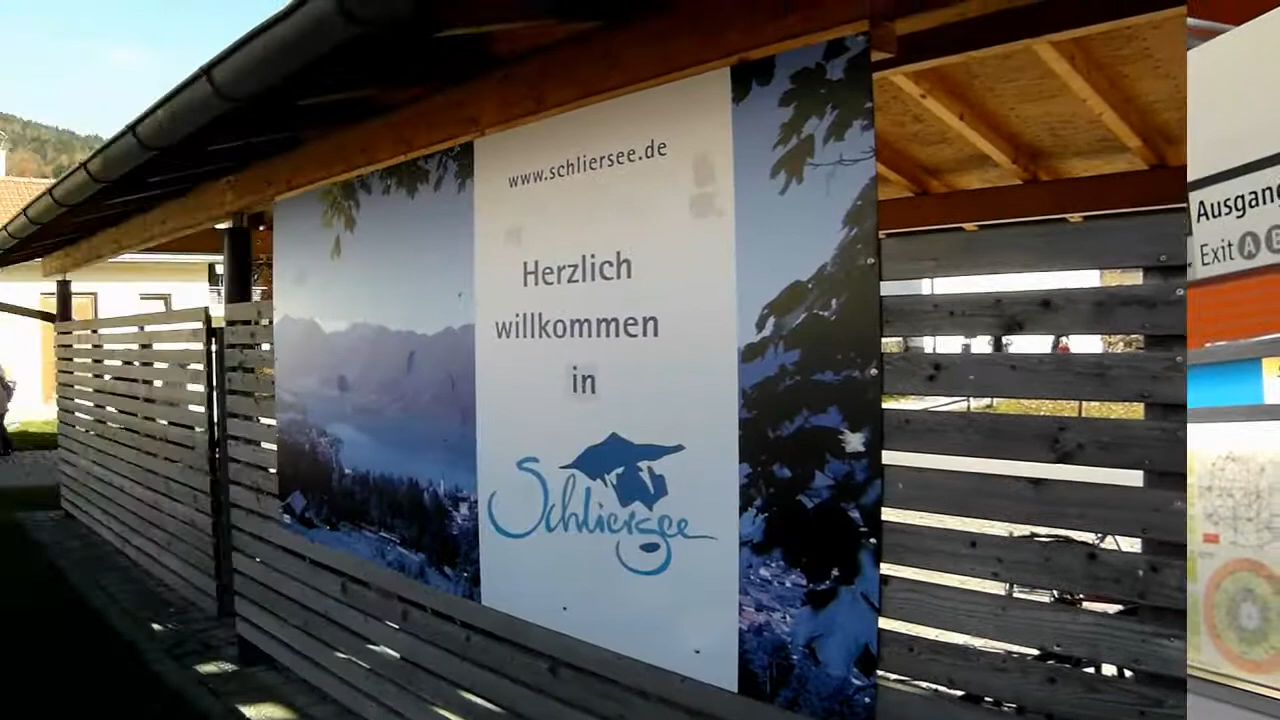 www.schliersee.de
Herzlich
willkommen
in
Schliersee
Ausgang
Exit A